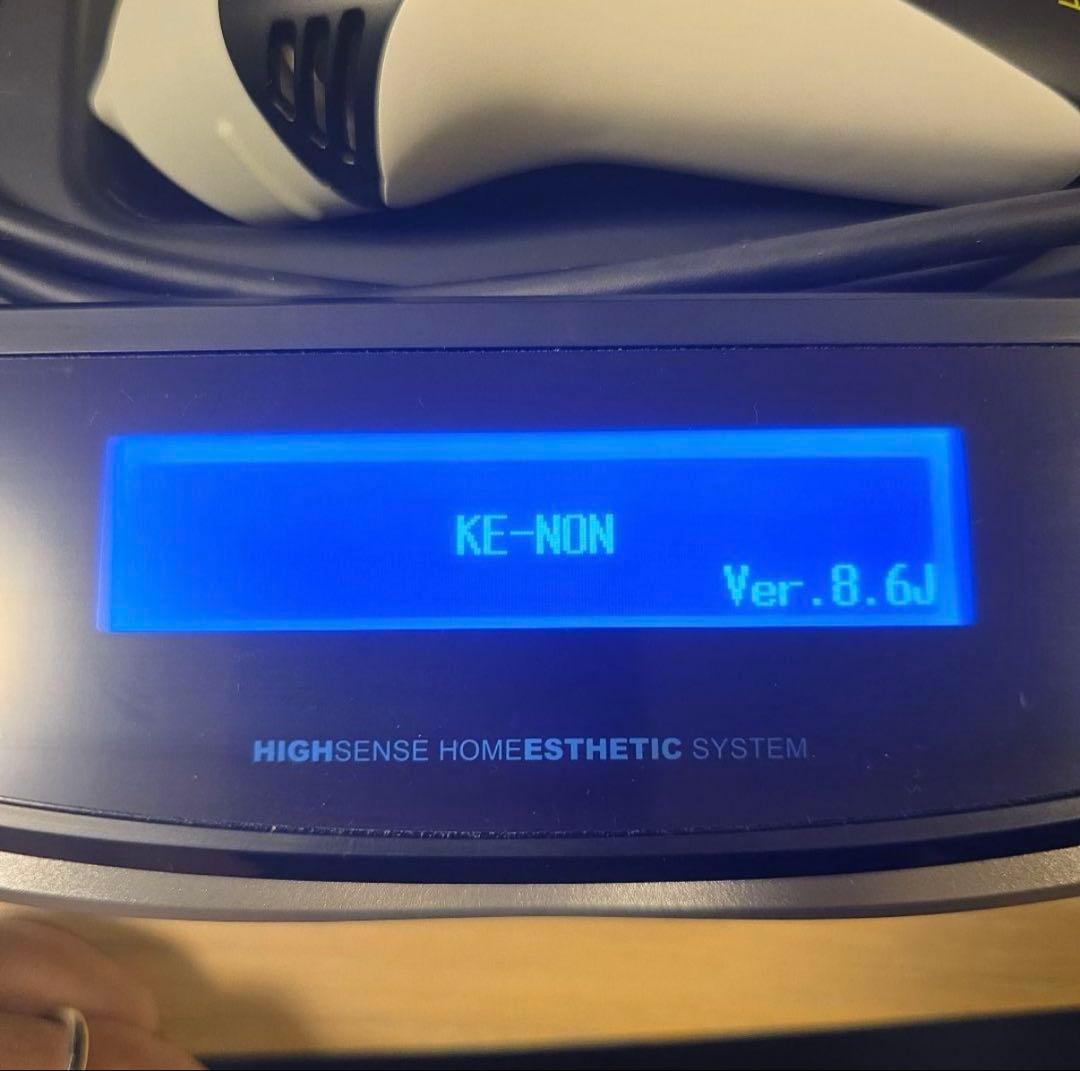 KE-NON
Ver.8.6J
HIGHSENSE HOMEESTHETIC SYSTEM